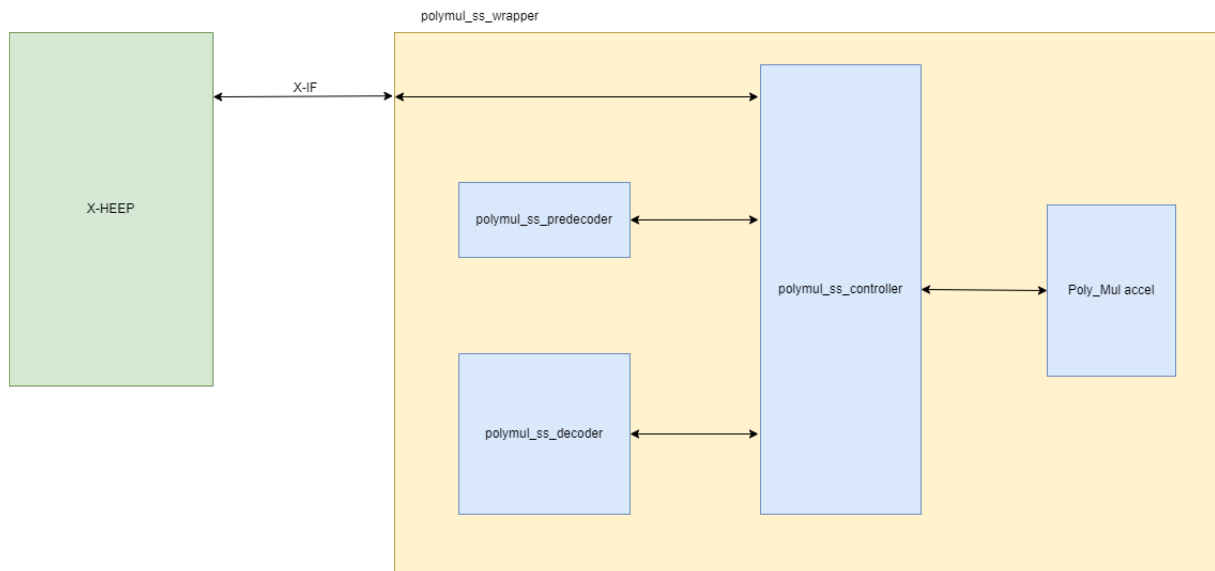 polymul_ss_wrapper
X-IF
X-HEEP
polymul_ss_predecoder
polymul_ss_controller
Poly_Mul accel
polymul_ss_decoder